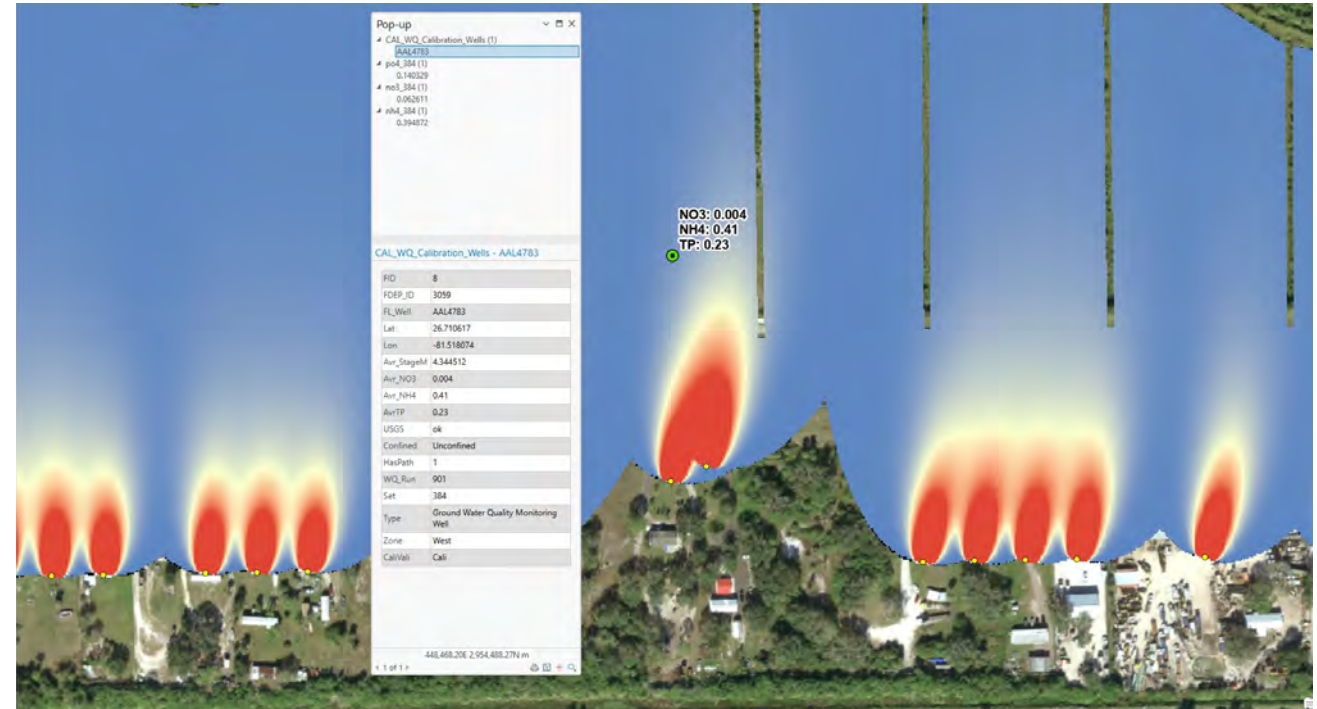 Pop-up
CAL_WQ_Calibration_Wells (1)
AAL4783
po4_384 (1)
0.140329
no3_384 (1)
0.062611
nh4_384 (1)
0.394872
CAL_WQ_Calibration_Wells - AAL4783
FID 8
FDEP_ID 3059
FL_Well AAL4783
Lat 26.710617
Lon -81.518074
Avr_StageM 4.344512
Avr_NO3 0.004
Avr_NH4 0.41
AvrTP 0.23
USGS ok
Confined Unconfined
HasPath 1
WQ_Run 901
Set 384
Type Ground Water Quality Monitoring
Well
Zone West
CaliVali Cali
448,468.20E 2,954,488.27N m
1 of 1
NO3: 0.004
NH4: 0.41
TP: 0.23